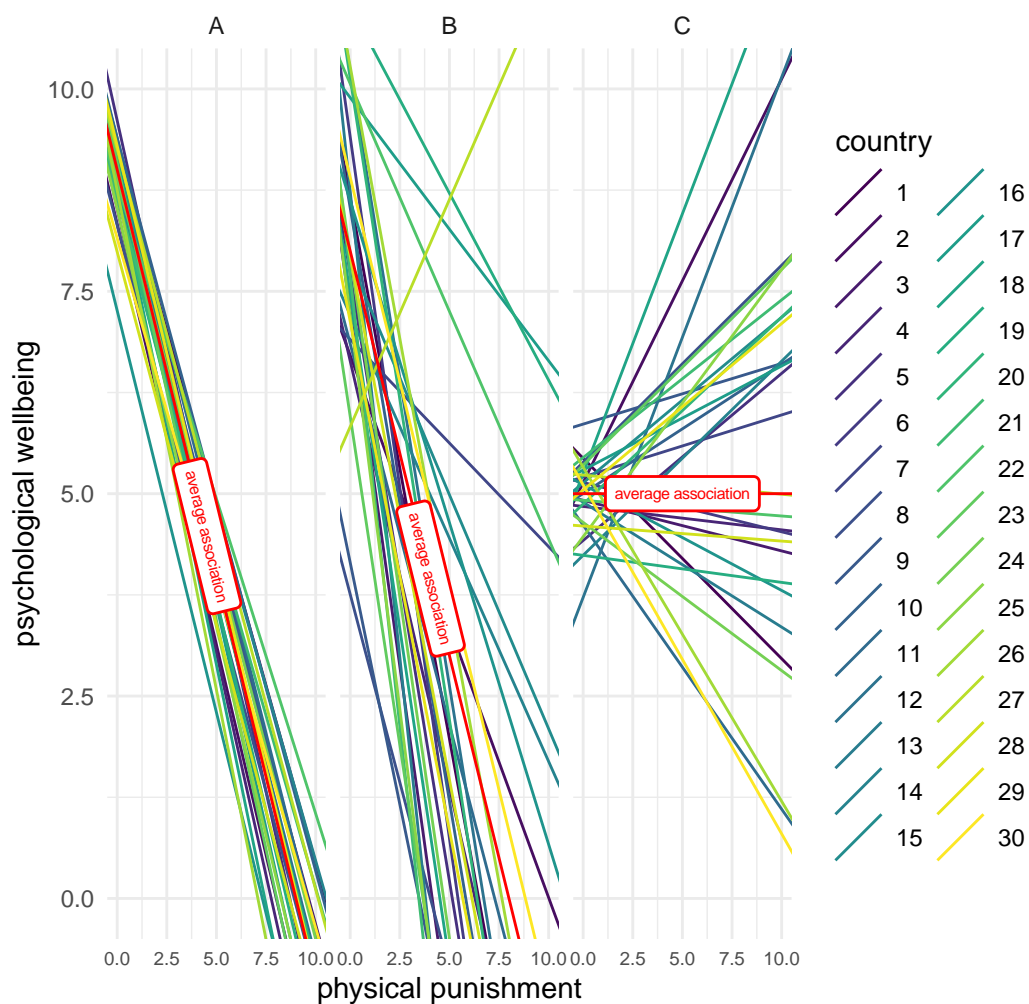 A B C
10.0
7.5
5.0
2.5
0.0
psychological wellbeing
average association
average association
average association
0.0 2.5 5.0 7.5 10.0 0.0 2.5 5.0 7.5 10.0 0.0 2.5 5.0 7.5 10.0
physical punishment
country
1 16
2 17
3 18
4 19
5 20
6 21
7 22
8 23
9 24
10 25
11 26
12 27
13 28
14 29
15 30